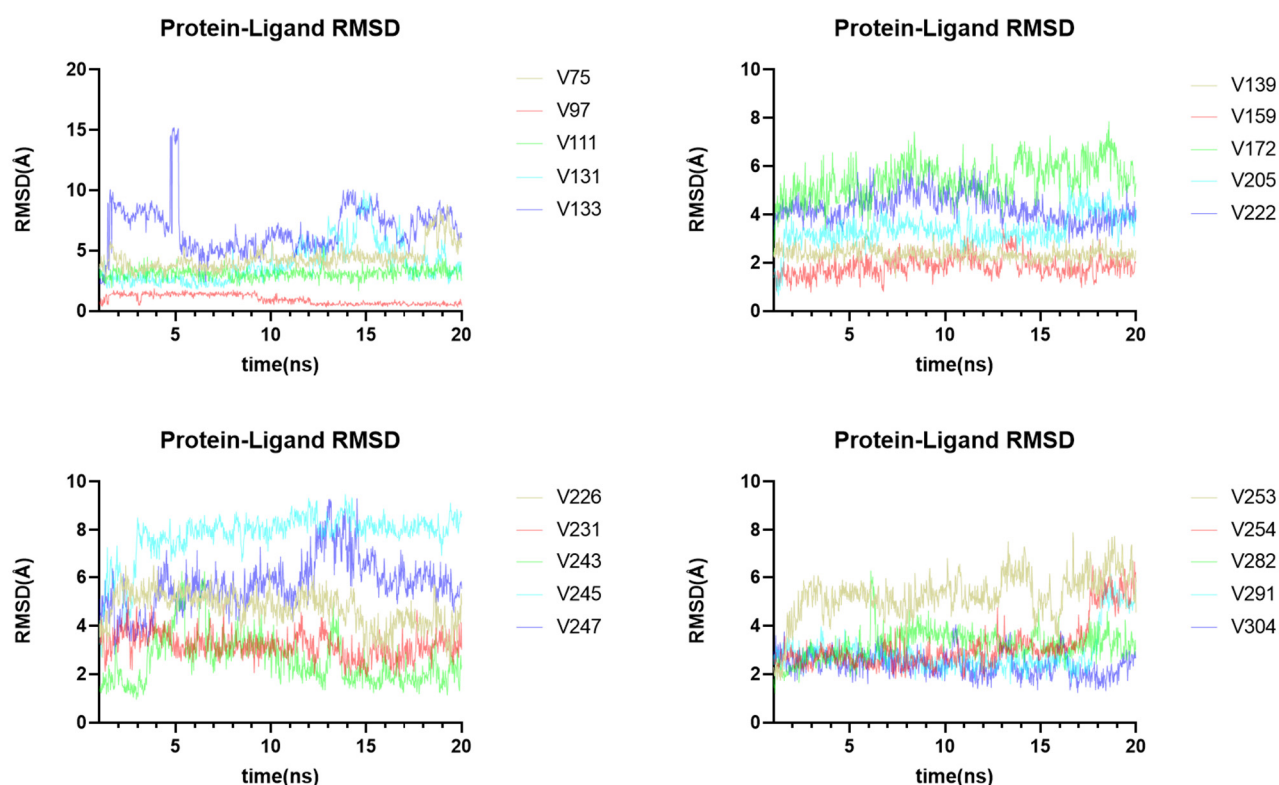 Protein-Ligand RMSD
20
15
10
5
0
RMSD(Å)
5
10
15
20
time(ns)
V75
V97
V111
V131
V133
Protein-Ligand RMSD
10
8
6
4
2
0
RMSD(Å)
5
10
15
20
time(ns)
V139
V159
V172
V205
V222
Protein-Ligand RMSD
10
8
6
4
2
0
RMSD(Å)
5
10
15
20
time(ns)
V226
V231
V243
V245
V247
Protein-Ligand RMSD
10
8
6
4
2
0
RMSD(Å)
5
10
15
20
time(ns)
V253
V254
V282
V291
V304